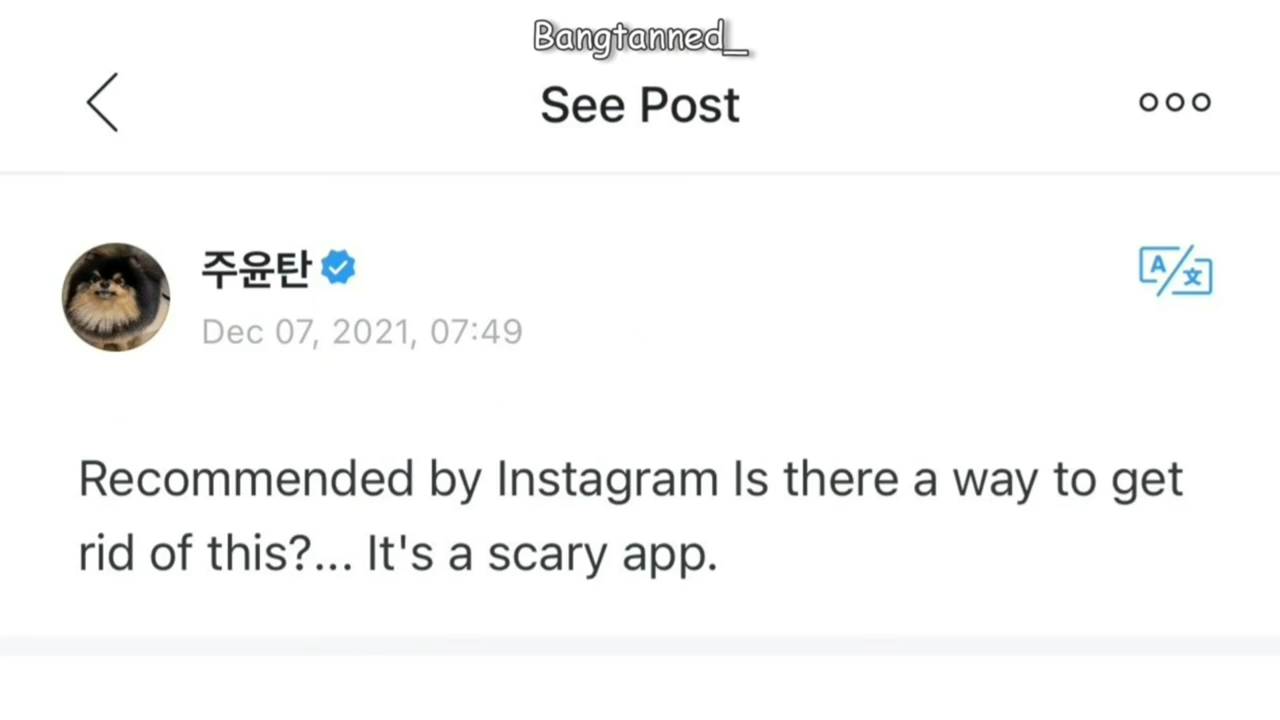 Bangtanned_
See Post
주윤탄
Dec 07, 2021, 07:49
A/文
Recommended by Instagram Is there a way to get
rid of this?... It's a scary app.